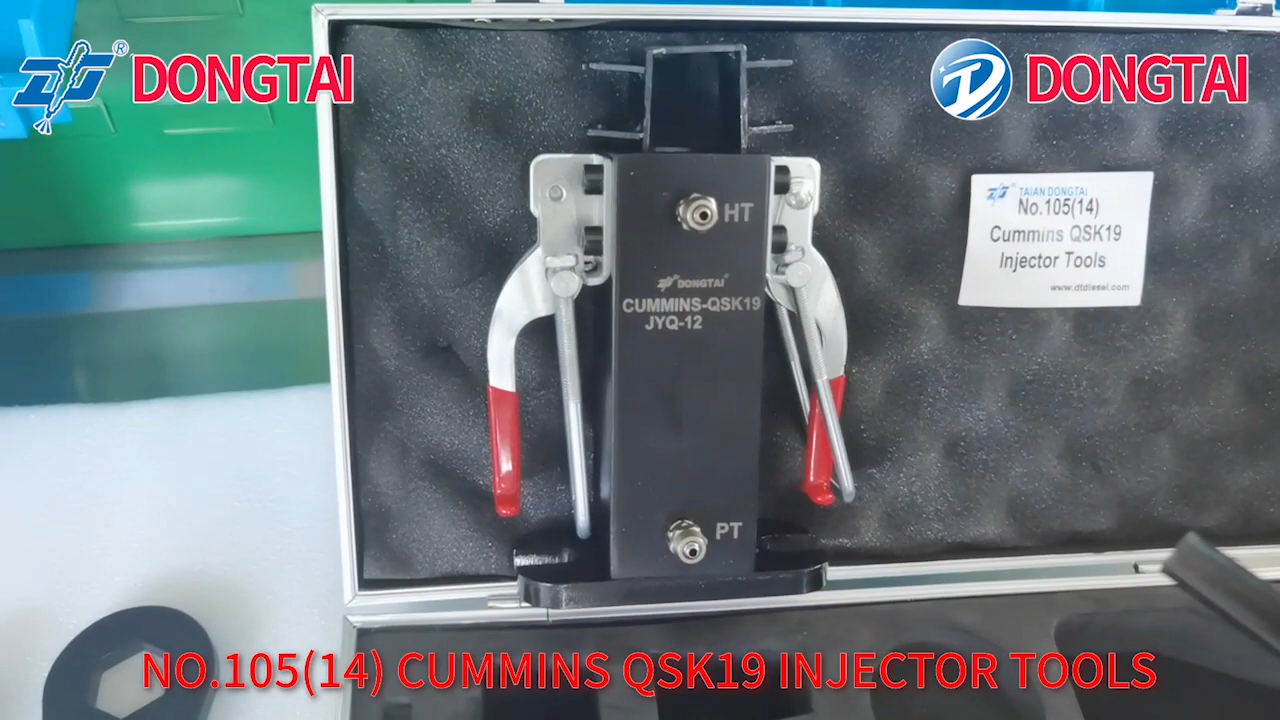 DONGTAI
DONGTAI
HT
DONGTAI
CUMMINS-QSK19
JYQ-12
PT
TAIAN DONGTAI
No.105(14)
Cummins QSK19
Injector Tools
www.dtdiesel.com
NO.105(14) CUMMINS QSK19 INJECTOR TOOLS